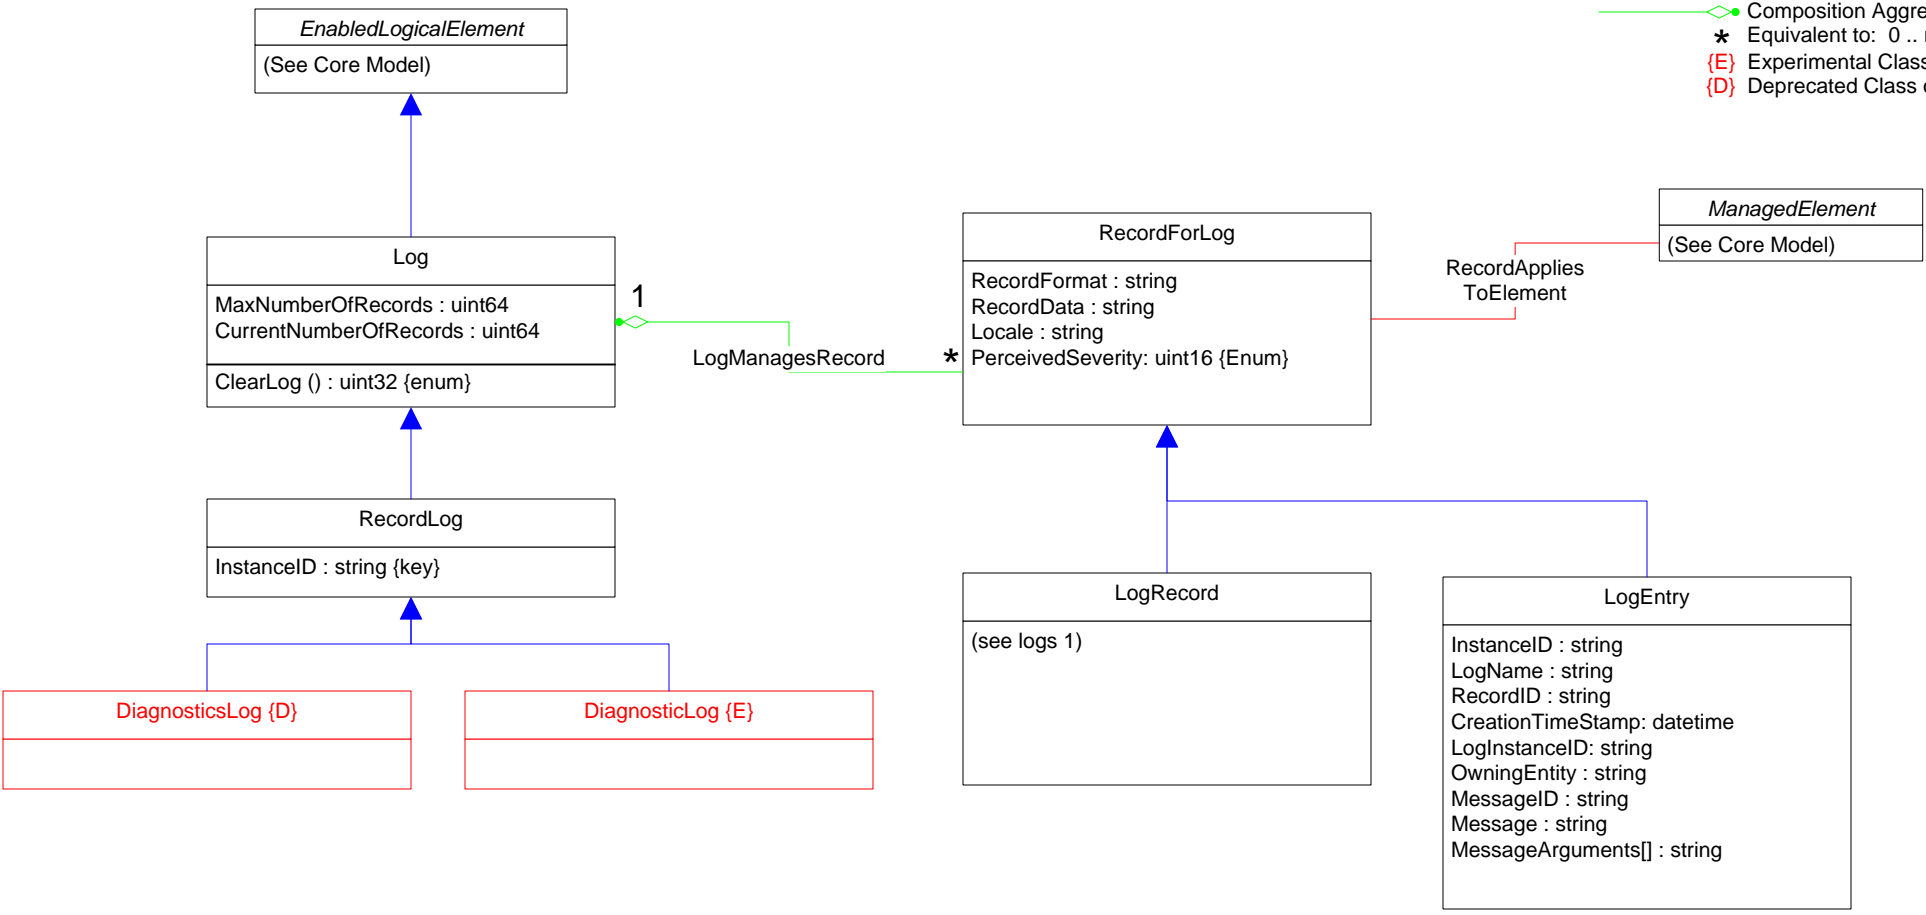 Composition Aggre
* Equivalent to: 0 ..
{E} Experimental Class
{D} Deprecated Class
EnabledLogicalElement
(See Core Model)
ManagedElement
(See Core Model)
Log
MaxNumberOfRecords : uint64
CurrentNumberOfRecords : uint64
ClearLog () : uint32 {enum}
1
LogManagesRecord
*
RecordForLog
RecordFormat : string
RecordData : string
Locale : string
PerceivedSeverity: uint16 {Enum}
RecordApplies
ToElement
RecordLog
InstanceID : string {key}
DiagnosticsLog {D}
DiagnosticLog {E}
LogRecord
(see logs 1)
LogEntry
InstanceID : string
LogName : string
RecordID : string
CreationTimeStamp: datetime
LogInstanceID: string
OwningEntity : string
MessageID : string
Message : string
MessageArguments[] : string